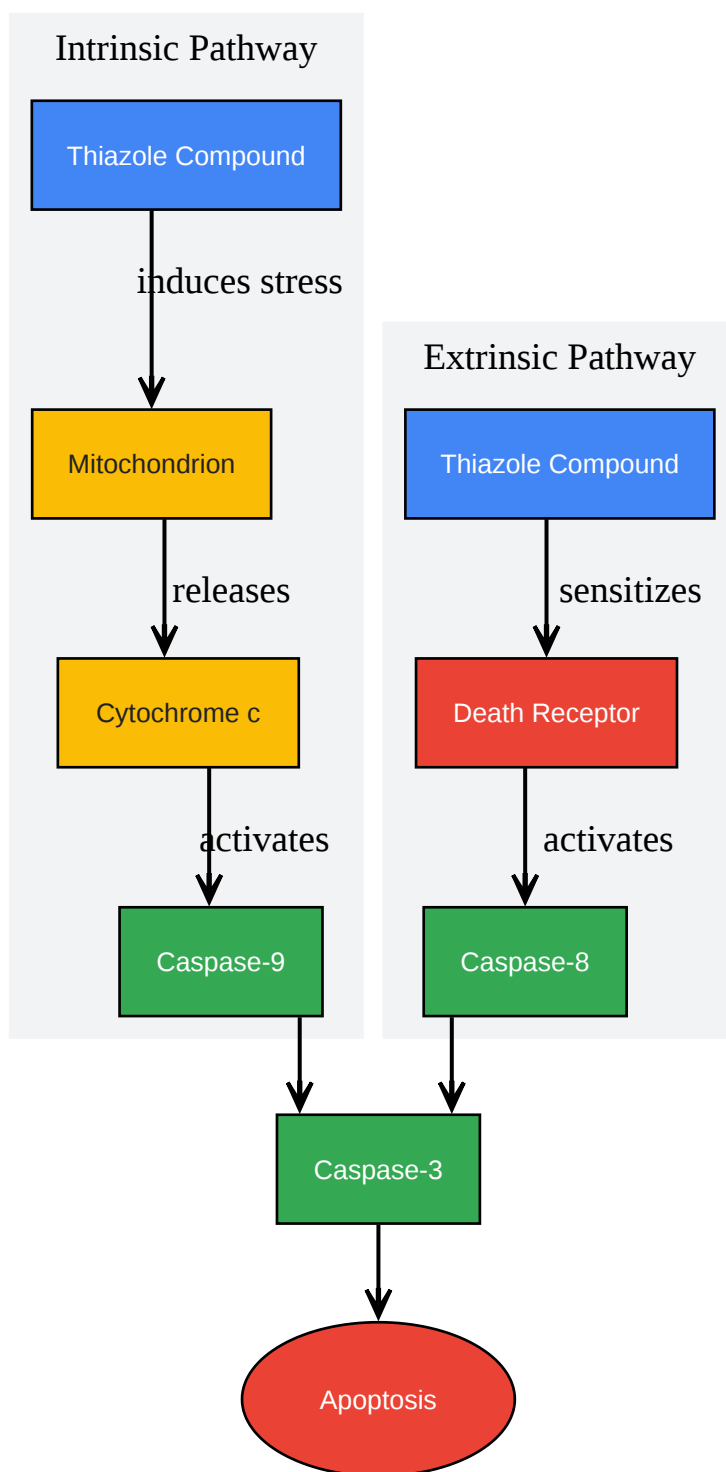 Intrinsic Pathway
Thiazole Compound
induces stress
Mitochondrion
releases
Cytochrome c
activates
Caspase-9
Extrinsic Pathway
Thiazole Compound
sensitizes
Death Receptor
activates
Caspase-8
Caspase-3
Apoptosis